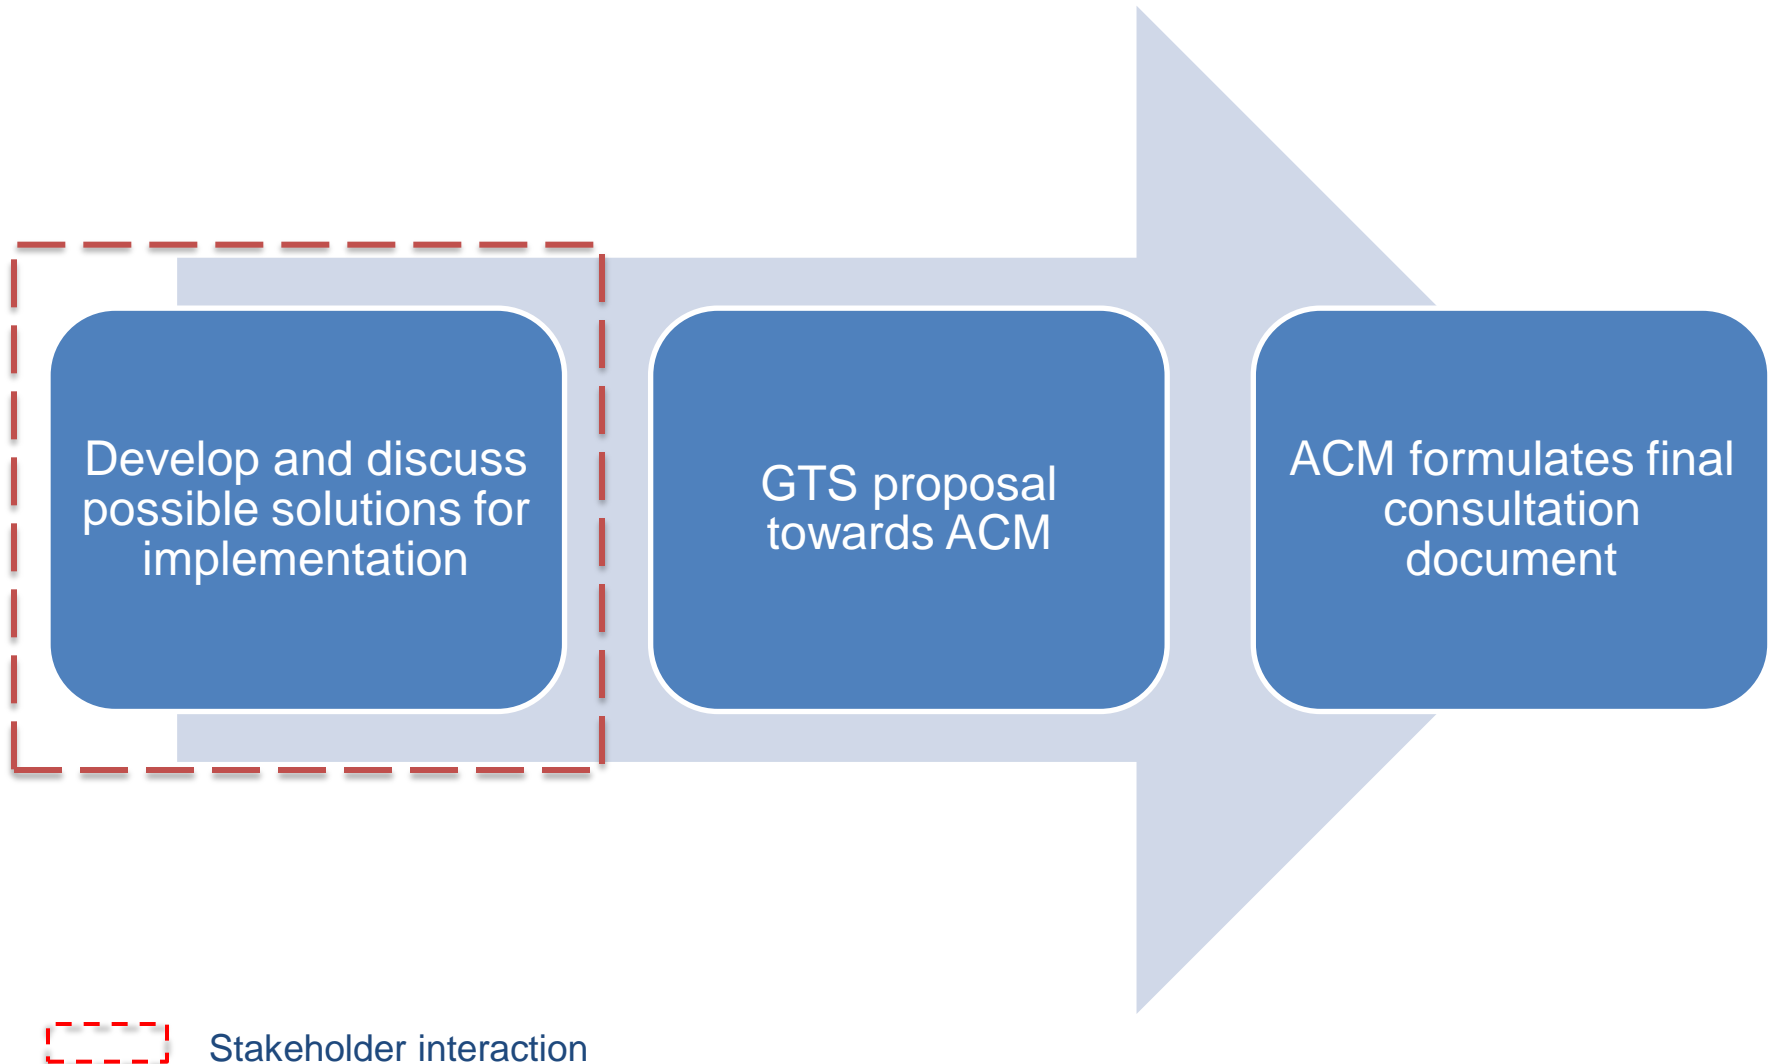 Develop and discuss
possible solutions for
implementation
GTS proposal
towards ACM
ACM formulates final
consultation
document
Stakeholder interaction